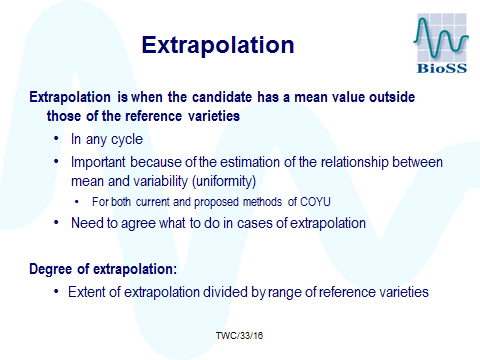 Extrapolation
BioSS
Extrapolation is when the candidate has a mean value outside
those of the reference varieties
• In any cycle
• Important because of the estimation of the relationship between
mean and variability (uniformity)
• For both current and proposed methods of COYU
• Need to agree what to do in cases of extrapolation
Degree of extrapolation:
• Extent of extrapolation divided by range of reference varieties
TWC/33/16